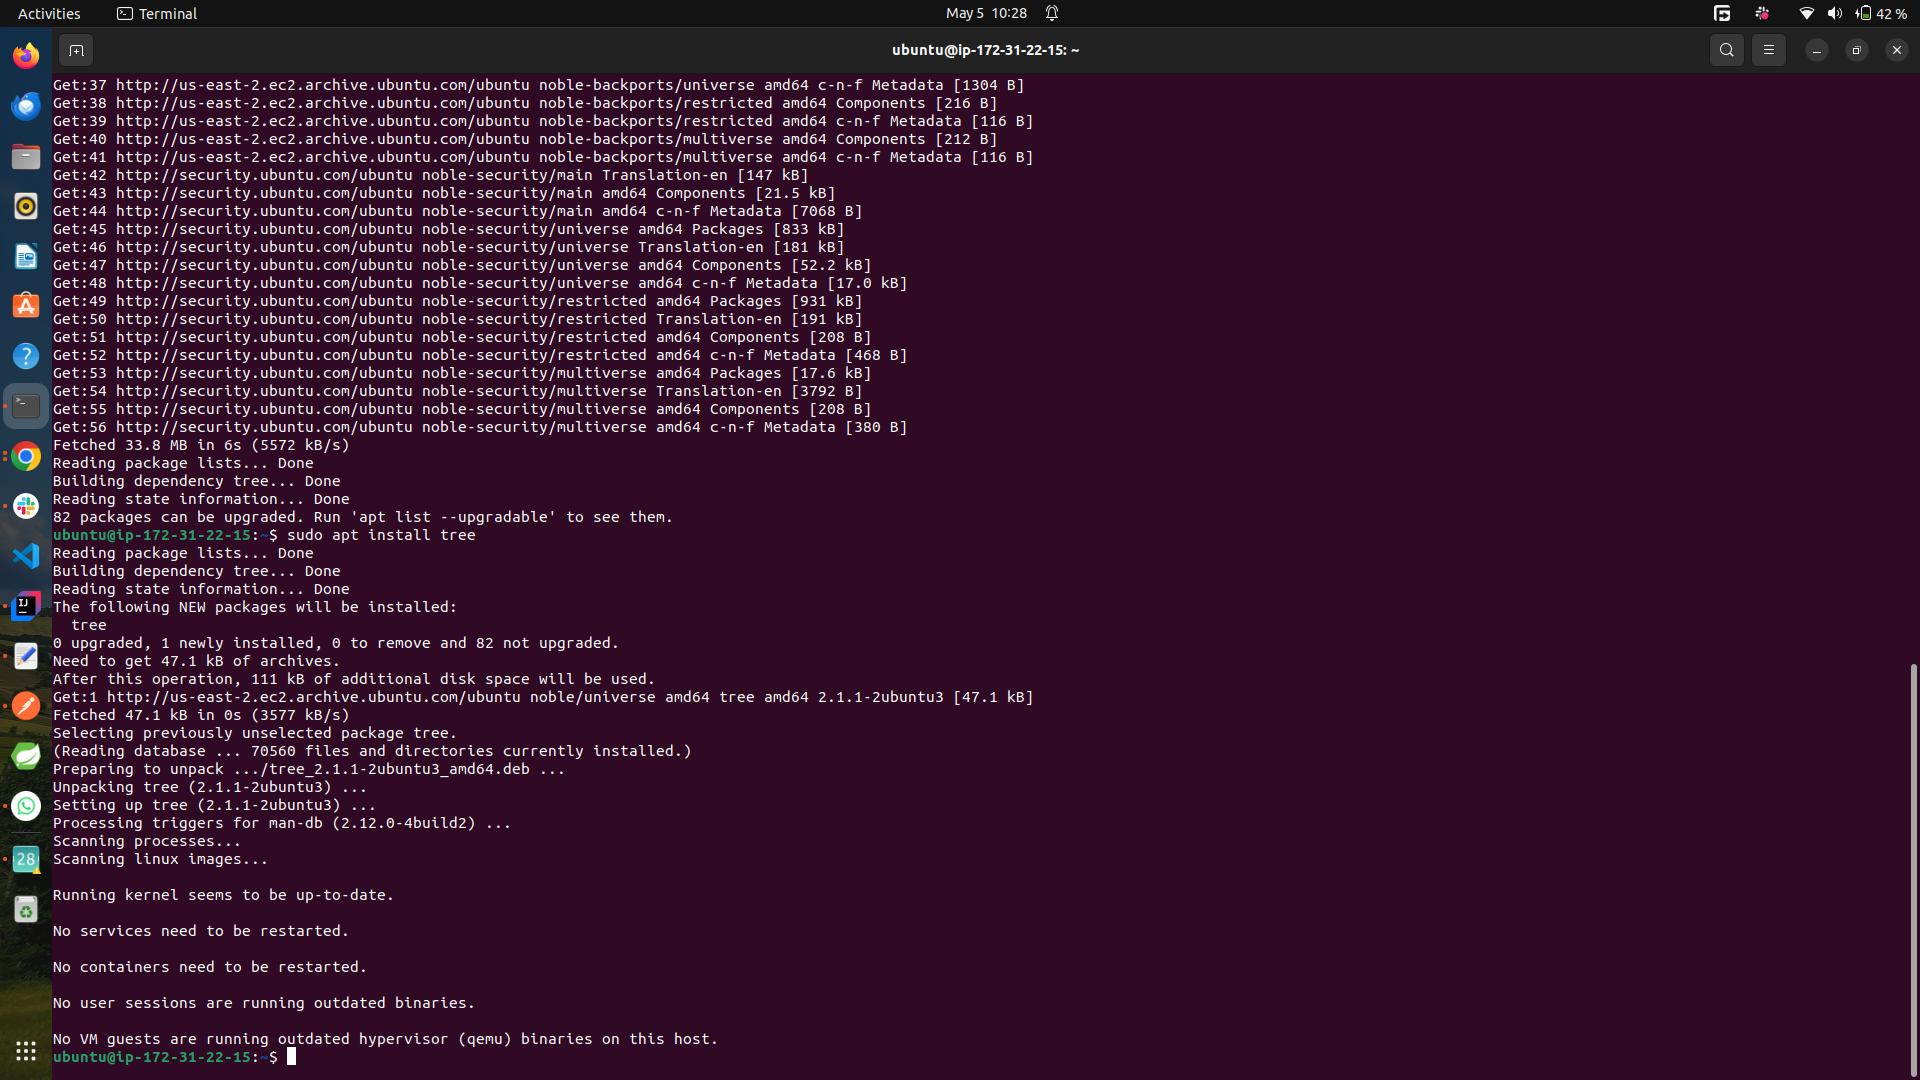 Activities
Terminal
May 5 10:28
42 %
ubuntu@ip-172-31-22-15: ~
Get:37 http://us-east-2.ec2.archive.ubuntu.com/ubuntu noble-backports/universe amd64 c-n-f Metadata [1304 B]
Get:38 http://us-east-2.ec2.archive.ubuntu.com/ubuntu noble-backports/restricted amd64 Components [216 B]
Get:39 http://us-east-2.ec2.archive.ubuntu.com/ubuntu noble-backports/restricted amd64 c-n-f Metadata [116 B]
Get:40 http://us-east-2.ec2.archive.ubuntu.com/ubuntu noble-backports/multiverse amd64 Components [212 B]
Get:41 http://us-east-2.ec2.archive.ubuntu.com/ubuntu noble-backports/multiverse amd64 c-n-f Metadata [116 B]
Get:42 http://security.ubuntu.com/ubuntu noble-security/main Translation-en [147 kB]
Get:43 http://security.ubuntu.com/ubuntu noble-security/main amd64 Components [21.5 kB]
Get:44 http://security.ubuntu.com/ubuntu noble-security/main amd64 c-n-f Metadata [7068 B]
Get:45 http://security.ubuntu.com/ubuntu noble-security/universe amd64 Packages [833 kB]
Get:46 http://security.ubuntu.com/ubuntu noble-security/universe Translation-en [181 kB]
Get:47 http://security.ubuntu.com/ubuntu noble-security/universe amd64 Components [52.2 kB]
Get:48 http://security.ubuntu.com/ubuntu noble-security/universe amd64 c-n-f Metadata [17.0 kB]
Get:49 http://security.ubuntu.com/ubuntu noble-security/restricted amd64 Packages [931 kB]
Get:50 http://security.ubuntu.com/ubuntu noble-security/restricted Translation-en [191 kB]
Get:51 http://security.ubuntu.com/ubuntu noble-security/restricted amd64 Components [208 B]
Get:52 http://security.ubuntu.com/ubuntu noble-security/restricted amd64 c-n-f Metadata [468 B]
Get:53 http://security.ubuntu.com/ubuntu noble-security/multiverse amd64 Packages [17.6 kB]
Get:54 http://security.ubuntu.com/ubuntu noble-security/multiverse Translation-en [3792 B]
Get:55 http://security.ubuntu.com/ubuntu noble-security/multiverse amd64 Components [208 B]
Get:56 http://security.ubuntu.com/ubuntu noble-security/multiverse amd64 c-n-f Metadata [380 B]
Fetched 33.8 MB in 6s (5572 kB/s)
Reading package lists... Done
Building dependency tree... Done
Reading state information... Done
82 packages can be upgraded. Run 'apt list --upgradable' to see them.
ubuntu@ip-172-31-22-15:~$ sudo apt install tree
Reading package lists... Done
Building dependency tree... Done
Reading state information... Done
The following NEW packages will be installed:
  tree
0 upgraded, 1 newly installed, 0 to remove and 82 not upgraded.
Need to get 47.1 kB of archives.
After this operation, 111 kB of additional disk space will be used.
Get:1 http://us-east-2.ec2.archive.ubuntu.com/ubuntu noble/universe amd64 tree amd64 2.1.1-2ubuntu3 [47.1 kB]
Fetched 47.1 kB in 0s (3577 kB/s)
Selecting previously unselected package tree.
(Reading database ... 70560 files and directories currently installed.)
Preparing to unpack .../tree_2.1.1-2ubuntu3_amd64.deb ...
Unpacking tree (2.1.1-2ubuntu3) ...
Setting up tree (2.1.1-2ubuntu3) ...
Processing triggers for man-db (2.12.0-4build2) ...
Scanning processes...
Scanning linux images...
Running kernel seems to be up-to-date.
No services need to be restarted.
No containers need to be restarted.
No user sessions are running outdated binaries.
No VM guests are running outdated hypervisor (qemu) binaries on this host.
ubuntu@ip-172-31-22-15:~$
IJ
28